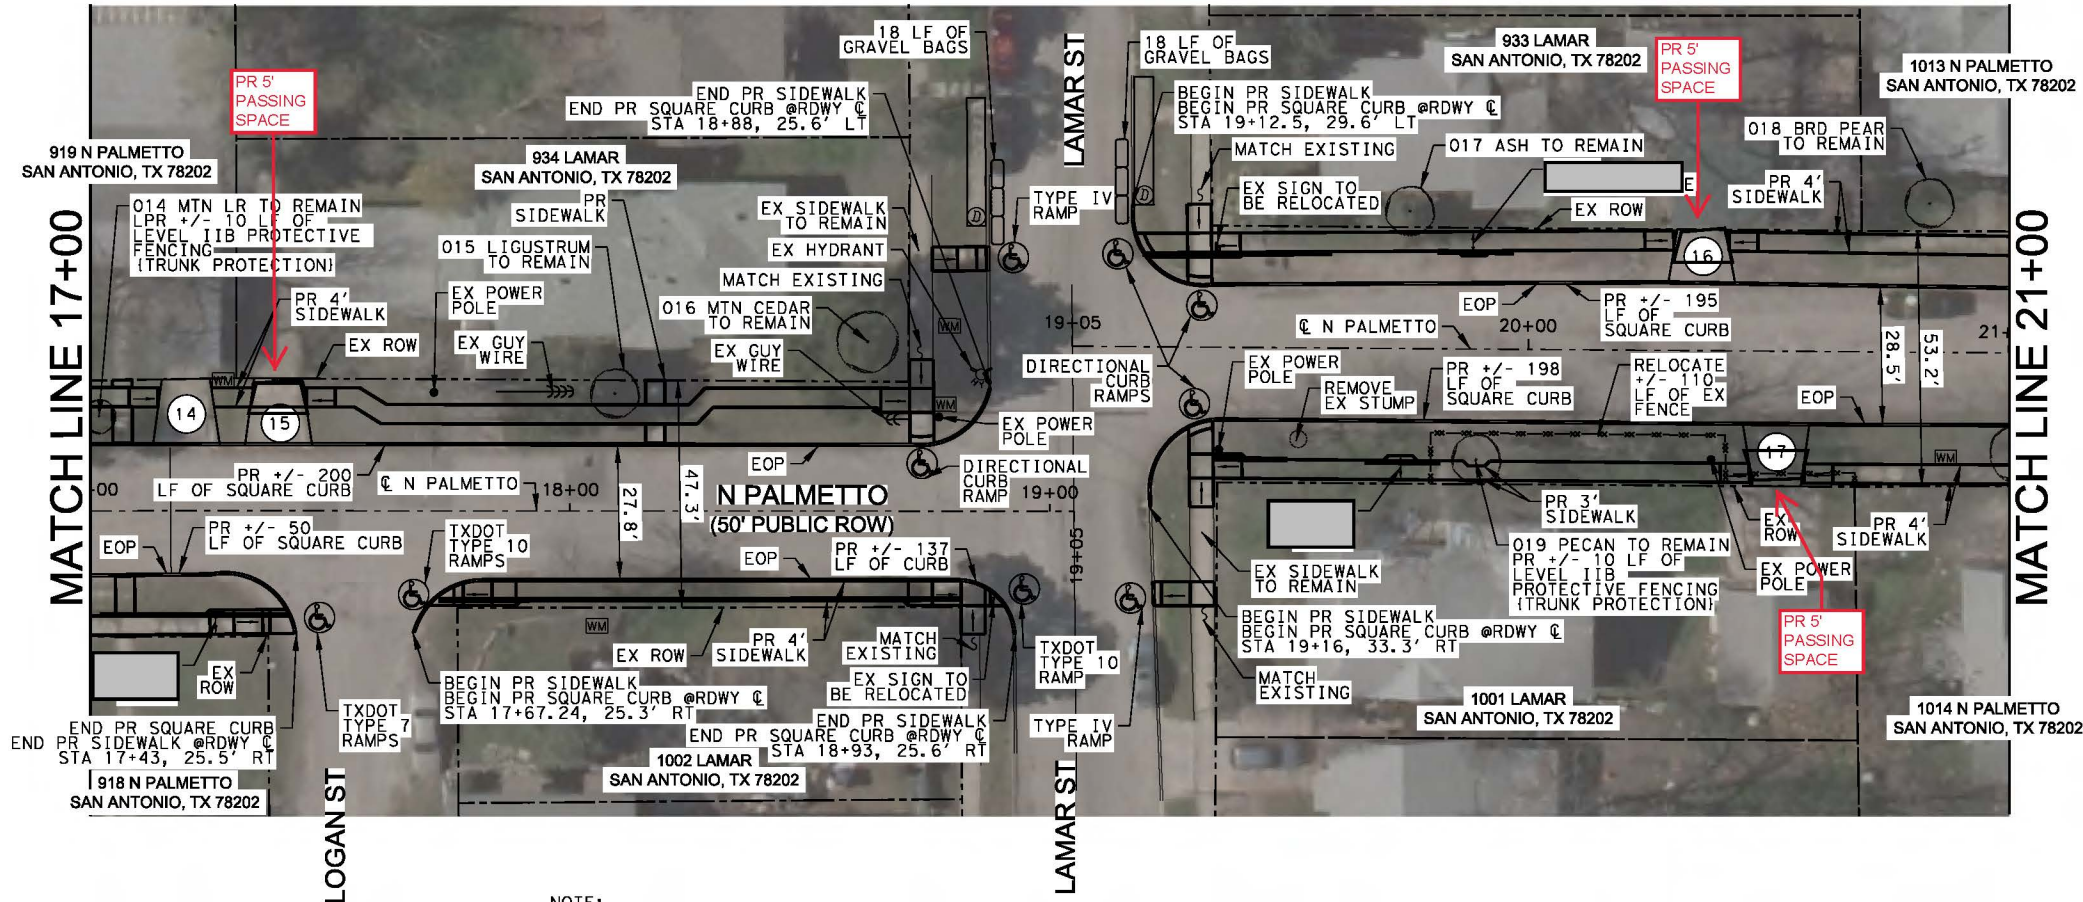 18 LF OF
GRAVEL BAGS
LAMAR ST
18 LF OF
GRAVEL BAGS
933 LAMAR
SAN ANTONIO, TX 78202
PR 5'
PASSING
SPACE
1013 N PALMETTO
SAN ANTONIO, TX 78202
PR 5'
PASSING
SPACE
END PR SIDEWALK
END PR SQUARE CURB @RDWY ℄
STA 18+88, 25.6' LT
BEGIN PR SIDEWALK
BEGIN PR SQUARE CURB @RDWY ℄
STA 19+12.5, 29.6' LT
MATCH EXISTING
017 ASH TO REMAIN
018 BRD PEAR
TO REMAIN
919 N PALMETTO
SAN ANTONIO, TX 78202
934 LAMAR
SAN ANTONIO, TX 78202
PR
SIDEWALK
EX SIDEWALK
TO REMAIN
TYPE IV
RAMP
D
D
EX SIGN TO
BE RELOCATED
E
EX ROW
PR 4'
SIDEWALK
MATCH LINE 17+00
014 MTN LR TO REMAIN
LPR +/- 10 LF OF
LEVEL IIB PROTECTIVE
FENCING
(TRUNK PROTECTION)
015 LIGUSTRUM
TO REMAIN
EX HYDRANT
MATCH EXISTING
16
PR 4'
SIDEWALK
EX POWER
POLE
016 MTN CEDAR
TO REMAIN
EOP
PR +/- 195
LF OF
SQUARE CURB
EX ROW
EX GUY
WIRE
EX GUY
WIRE
WM
19+05
℄ N PALMETTO
20+00
28.5'
53.2'
21+
MATCH LINE 21+00
WM
DIRECTIONAL
CURB
RAMPS
EX POWER
POLE
REMOVE
EX STUMP
PR +/- 198
LF OF
SQUARE CURB
RELOCATE
+/- 110
LF OF EX
FENCE
EOP
14
15
WM
EX POWER
POLE
17
WM
PR +/- 200
LF OF SQUARE CURB
℄ N PALMETTO
EOP
DIRECTIONAL
CURB
RAMP
-00
18+00
27.8'
47.3'
N PALMETTO
(50' PUBLIC ROW)
19+00
19+05
PR 3'
SIDEWALK
EX
ROW
PR 4'
SIDEWALK
EOP
PR +/- 50
LF OF SQUARE CURB
TXDOT
TYPE 10
RAMPS
EOP
PR +/- 137
LF OF CURB
EX SIDEWALK
TO REMAIN
019 PECAN TO REMAIN
PR +/- 10 LF OF
LEVEL IIB
PROTECTIVE FENCING
(TRUNK PROTECTION)
EX POWER
POLE
WM
EX ROW
PR 4'
SIDEWALK
MATCH
EXISTING
TXDOT
TYPE 10
RAMP
BEGIN PR SIDEWALK
BEGIN PR SQUARE CURB @RDWY ℄
STA 19+16, 33.3' RT
PR 5'
PASSING
SPACE
EX
ROW
BEGIN PR SIDEWALK
BEGIN PR SQUARE CURB @RDWY ℄
STA 17+67.24, 25.3' RT
EX SIGN TO
BE RELOCATED
MATCH
EXISTING
TXDOT
TYPE 7
RAMPS
END PR SQUARE CURB
END PR SIDEWALK @RDWY ℄
STA 17+43, 25.5' RT
END PR SIDEWALK
END PR SQUARE CURB @RDWY ℄
STA 18+93, 25.6' RT
TYPE IV
RAMP
1001 LAMAR
SAN ANTONIO, TX 78202
1014 N PALMETTO
SAN ANTONIO, TX 78202
918 N PALMETTO
SAN ANTONIO, TX 78202
1002 LAMAR
SAN ANTONIO, TX 78202
LOGAN ST
LAMAR ST
NOTE: